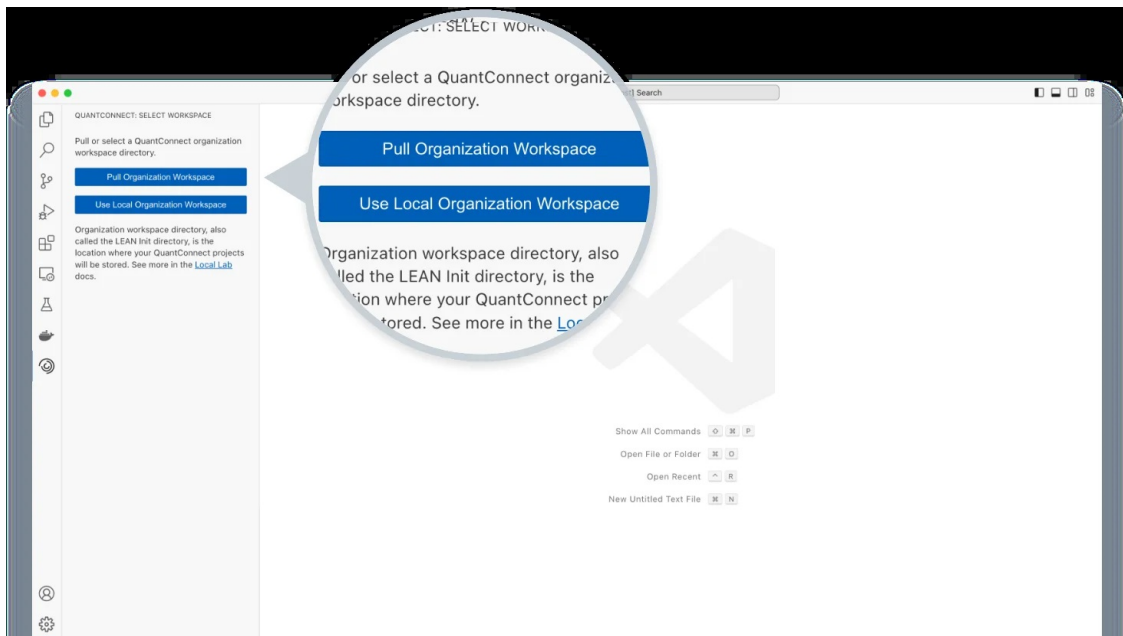 QUANTCONNECT: SELECT WORKSPACE
Pull or select a QuantConnect organization
workspace directory.
Pull Organization Workspace
Use Local Organization Workspace
Organization workspace directory, also
called the LEAN Init directory, is the
location where your QuantConnect projects
will be stored. See more in the Local Lab
docs.
CT: SELECT WOR
or select a QuantConnect organiz
orkspace directory.
Pull Organization Workspace
Use Local Organization Workspace
Organization workspace directory, also
lled the LEAN Init directory, is the
tion where your QuantConnect pr
tored. See more in the Loc
Search
Show All Commands ⇧ ⌘ P
Open File or Folder ⌘ O
Open Recent ^ R
New Untitled Text File ⌘ N